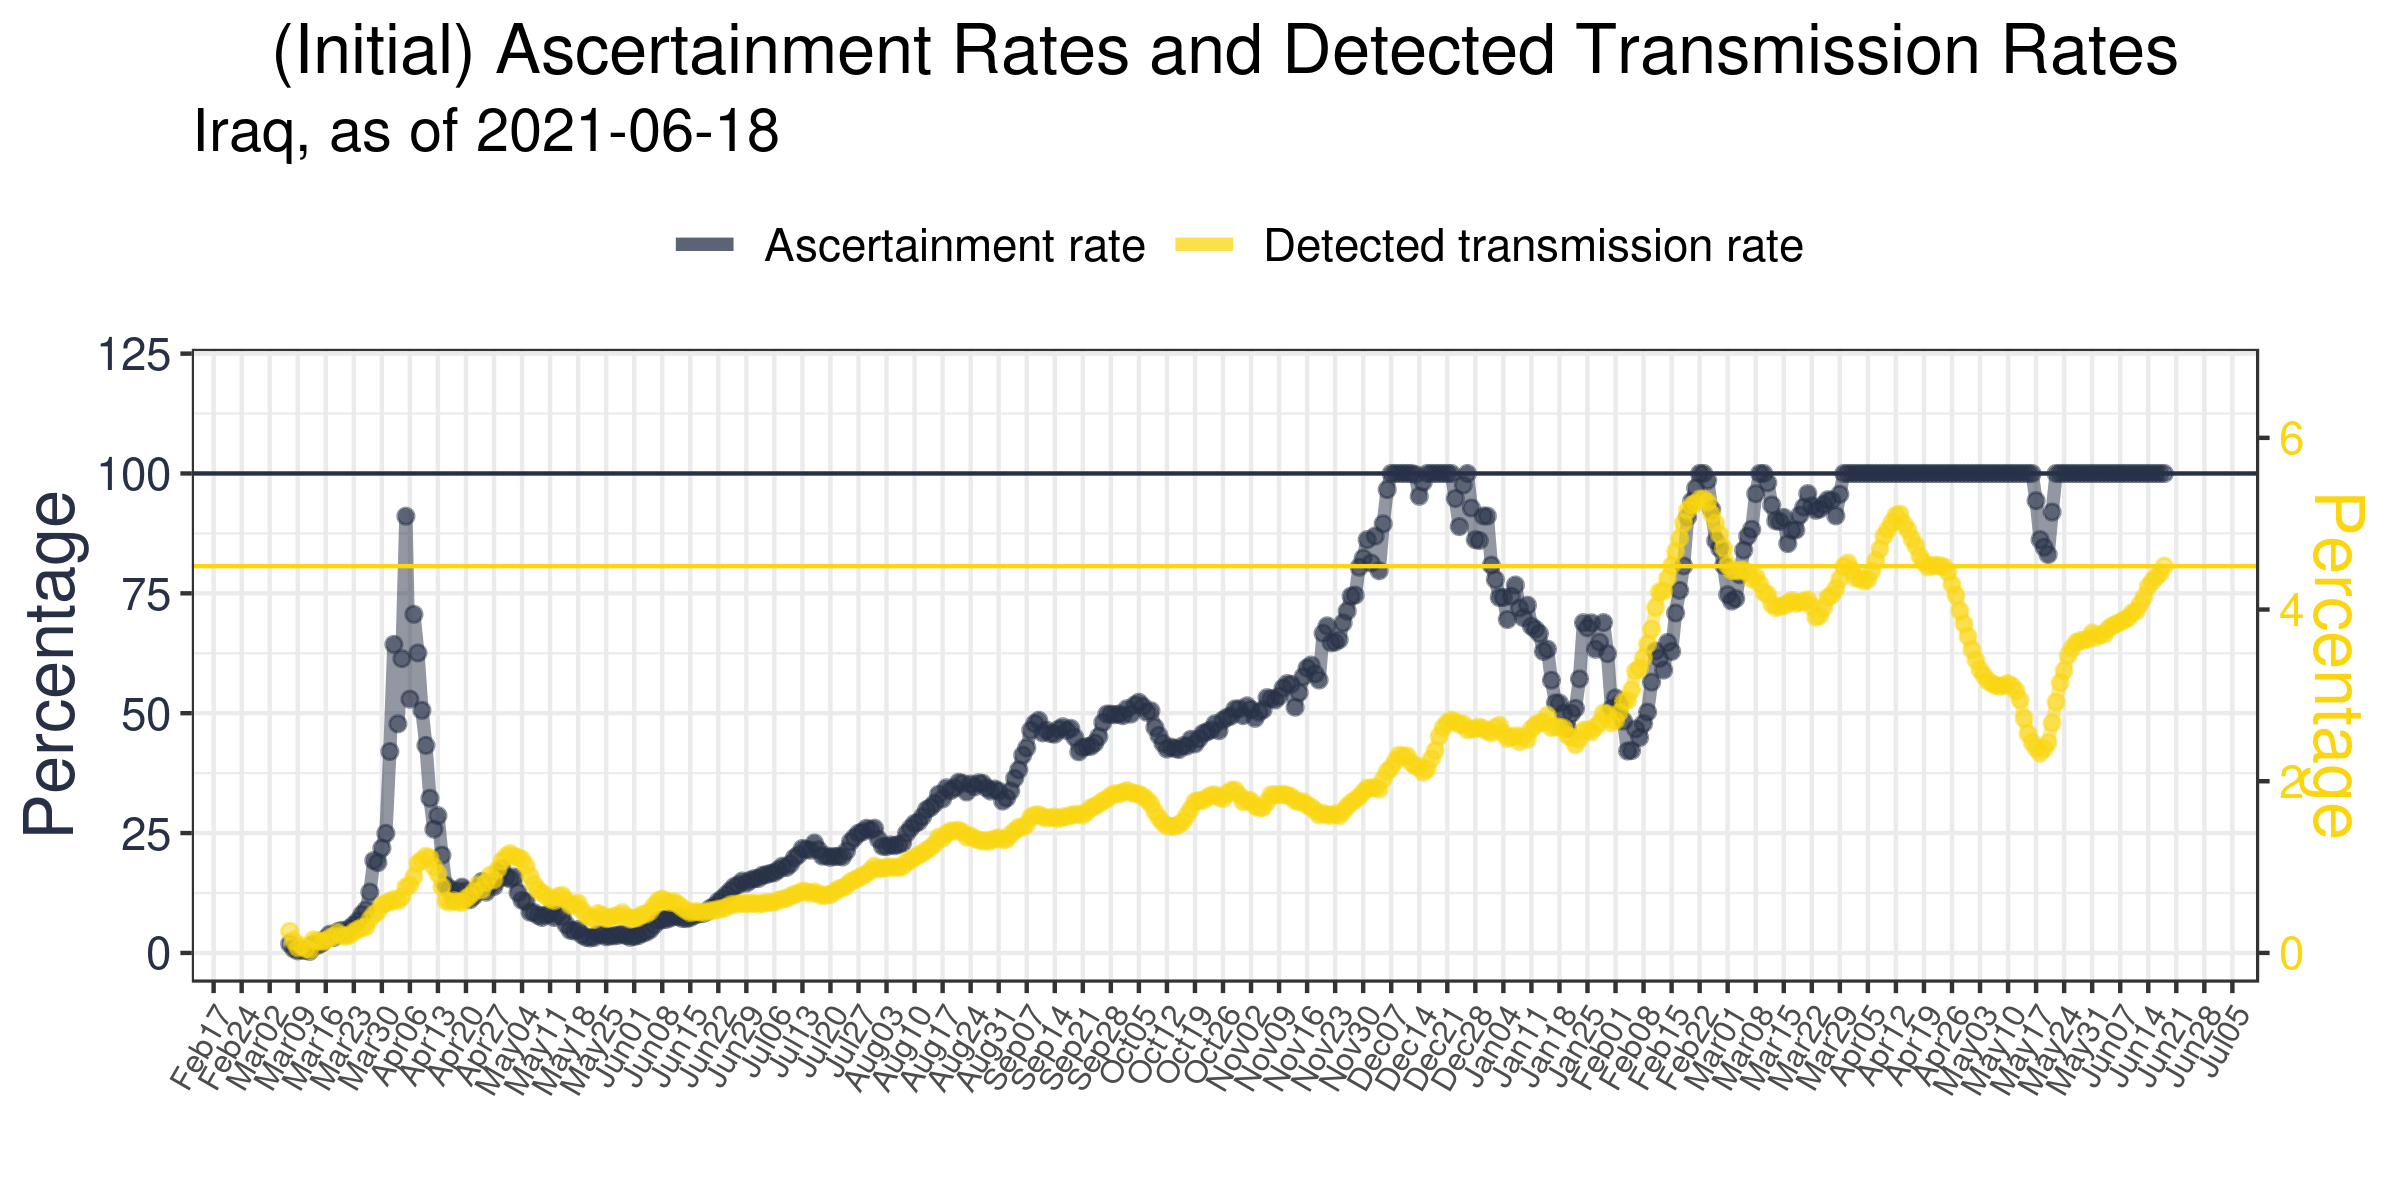 (Initial) Ascertainment Rates and Detected Transmission Rates
Iraq, as of 2021-06-18
Ascertainment rate
Detected transmission rate
Percentage
125
100
75
50
25
0
6
4
2
0
Percentage
Feb17
Feb24
Mar02
Mar09
Mar16
Mar23
Mar30
Apr06
Apr13
Apr20
Apr27
May04
May11
May18
May25
Jun01
Jun08
Jun15
Jun22
Jun29
Jul06
Jul13
Jul20
Jul27
Aug03
Aug10
Aug17
Aug24
Aug31
Sep07
Sep14
Sep21
Sep28
Oct05
Oct12
Oct19
Oct26
Nov02
Nov09
Nov16
Nov23
Nov30
Dec07
Dec14
Dec21
Dec28
Jan04
Jan11
Jan18
Jan25
Feb01
Feb08
Feb15
Feb22
Mar01
Mar08
Mar15
Mar22
Mar29
Apr05
Apr12
Apr19
Apr26
May03
May10
May17
May24
May31
Jun07
Jun14
Jun21
Jun28
Jul05